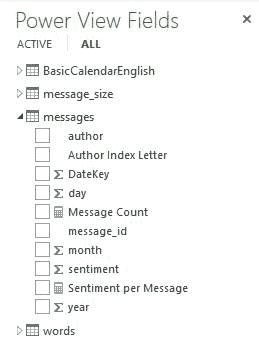 Power View Fields
ACTIVE ALL
BasicCalendarEnglish
message_size
messages
author
Author Index Letter
Σ DateKey
Σ day
Message Count
message_id
Σ month
Σ sentiment
Sentiment per Message
Σ year
words